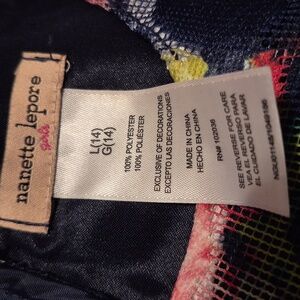 nanette lepore
girls
L(14)
G(14)
100% POLYESTER
100% POLIÉSTER
EXCLUSIVE OF DECORATIONS
EXCEPTO LAS DECORACIONES
MADE IN CHINA
HECHO EN CHINA
RN# 102036
SEE REVERSE FOR CARE
VEA EL REVERSO PARA
EL CUIDADO DE LAVAR